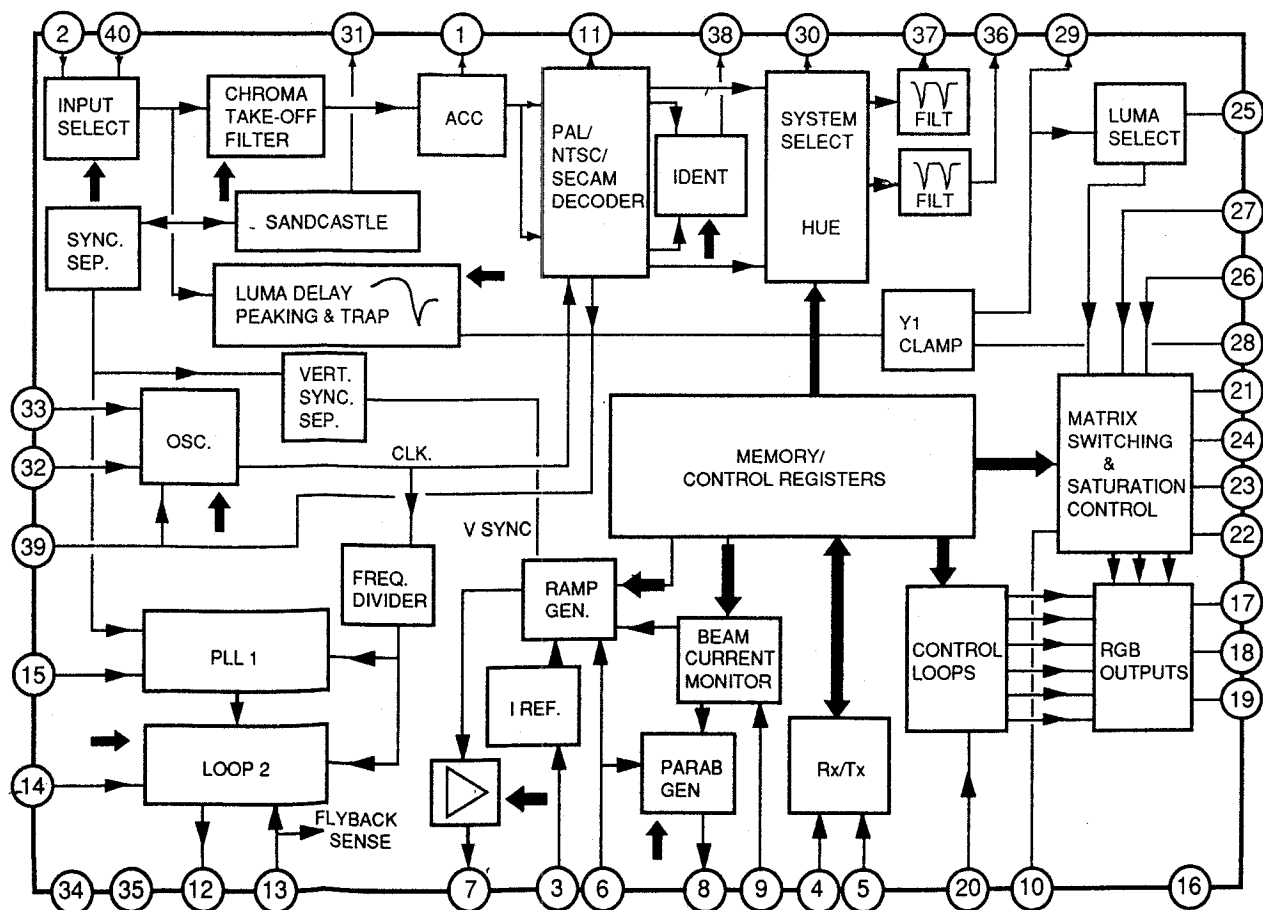 2
40
31
1
11
38
30
37
36
29
INPUT
SELECT
CHROMA
TAKE-OFF
FILTER
ACC
PAL/
NTSC/
SECAM
DECODER
IDENT
SYSTEM
SELECT
HUE
FILT
FILT
LUMA
SELECT
25
SYNC.
SEP.
SANDCASTLE
27
LUMA DELAY
PEAKING & TRAP
Y1
CLAMP
26
28
VERT.
SYNC.
SEP.
33
OSC.
32
CLK.
MEMORY/
CONTROL REGISTERS
MATRIX
SWITCHING
&
SATURATION
CONTROL
21
24
23
22
39
V SYNC
FREQ.
DIVIDER
RAMP
GEN.
PLL 1
15
I REF.
BEAM
CURRENT
MONITOR
CONTROL
LOOPS
RGB
OUTPUTS
17
18
19
LOOP 2
14
PARAB
GEN
Rx/Tx
FLYBACK
SENSE
34
35
12
13
7
3
6
8
9
4
5
20
10
16